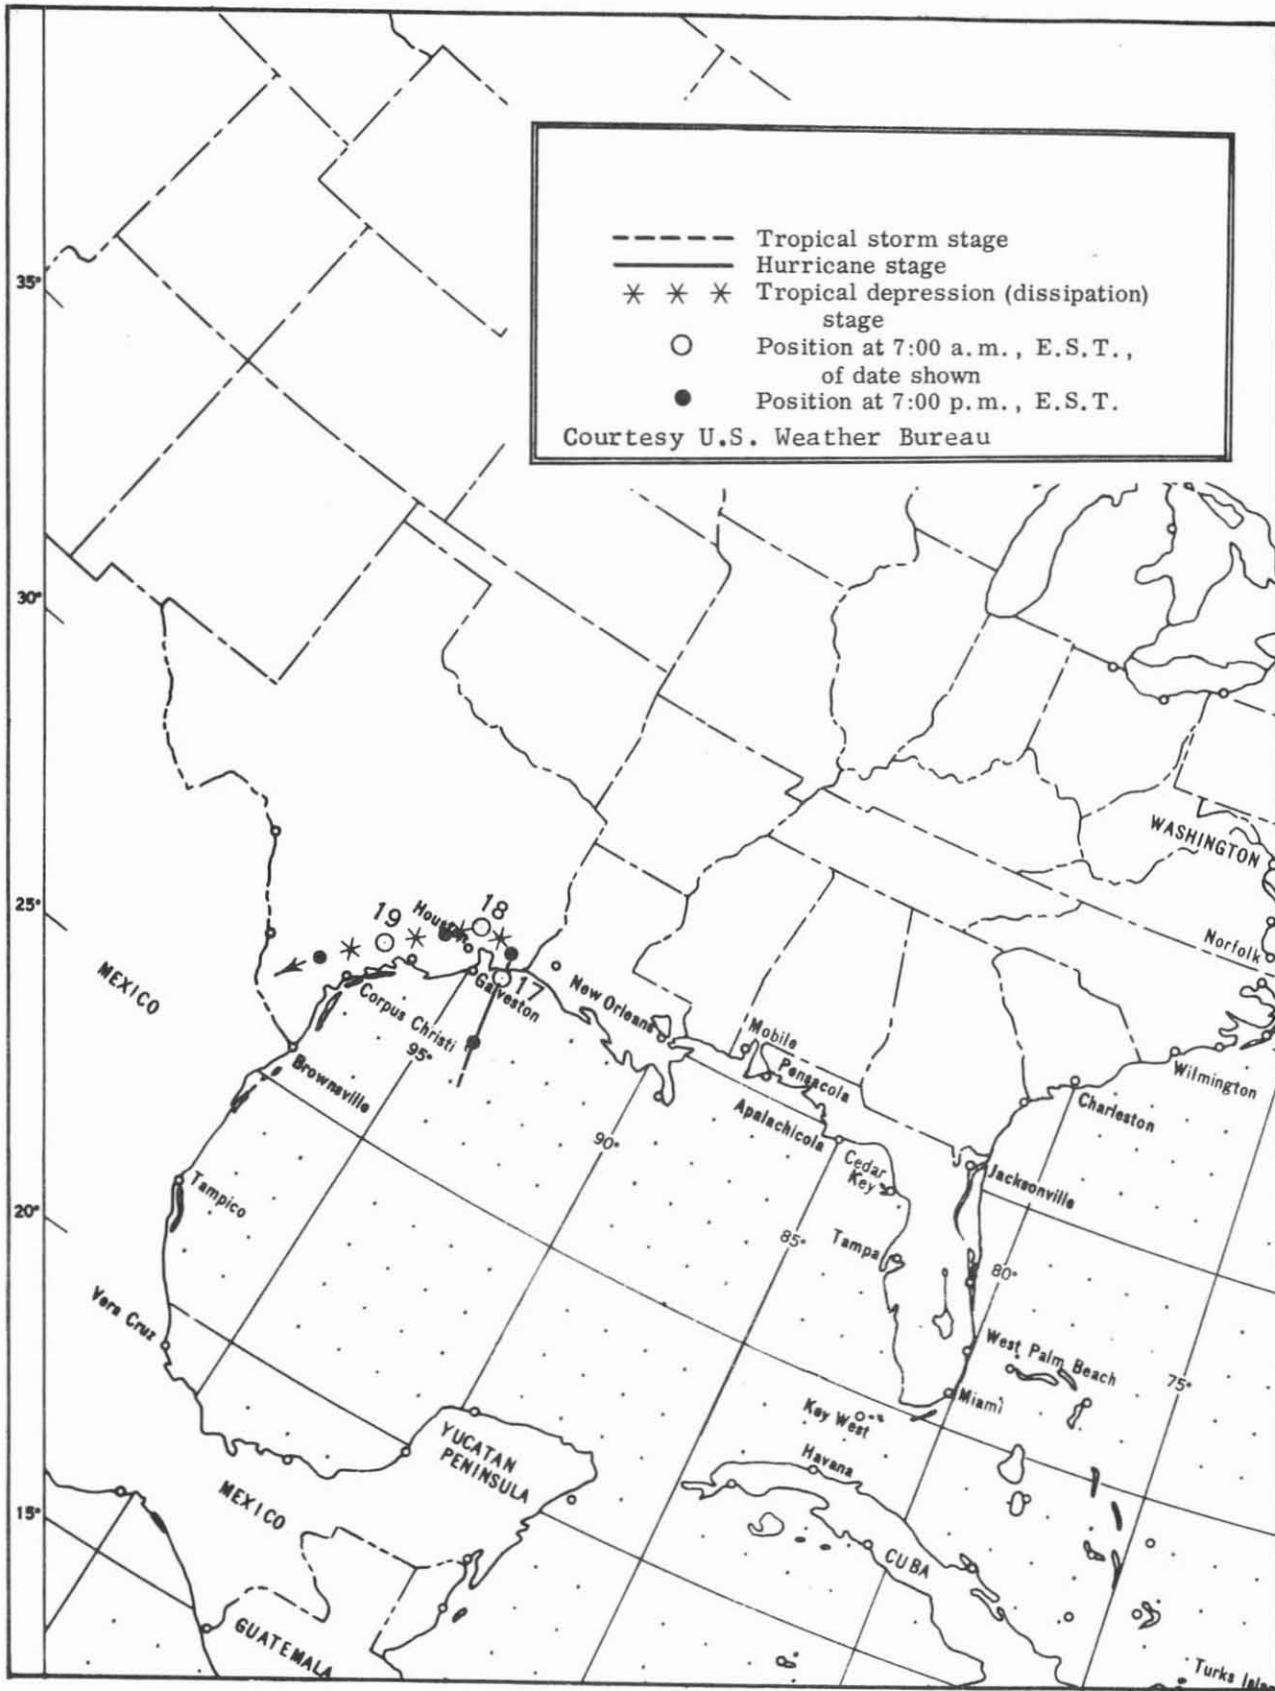 Tropical storm stage
Hurricane stage
Tropical depression (dissipation)
stage
Position at 7:00 a.m., E.S.T.,
of date shown
Position at 7:00 p.m., E.S.T.
Courtesy U.S. Weather Bureau
35°
30°
25°
20°
15°
WASHINGTON
Norfolk
Wilmington
Charleston
19
18
Houston
17
Galveston
New Orleans
Mobile
Pensacola
Apalachicola
Corpus Christi
95°
MEXICO
Brownsville
90°
Cedar
Key
Jacksonville
Tampico
85°
Tampa
80°
Vera Cruz
West Palm Beach
75°
Miami
Key West
Havana
YUCATAN
PENINSULA
MEXICO
CUBA
GUATEMALA
Turks